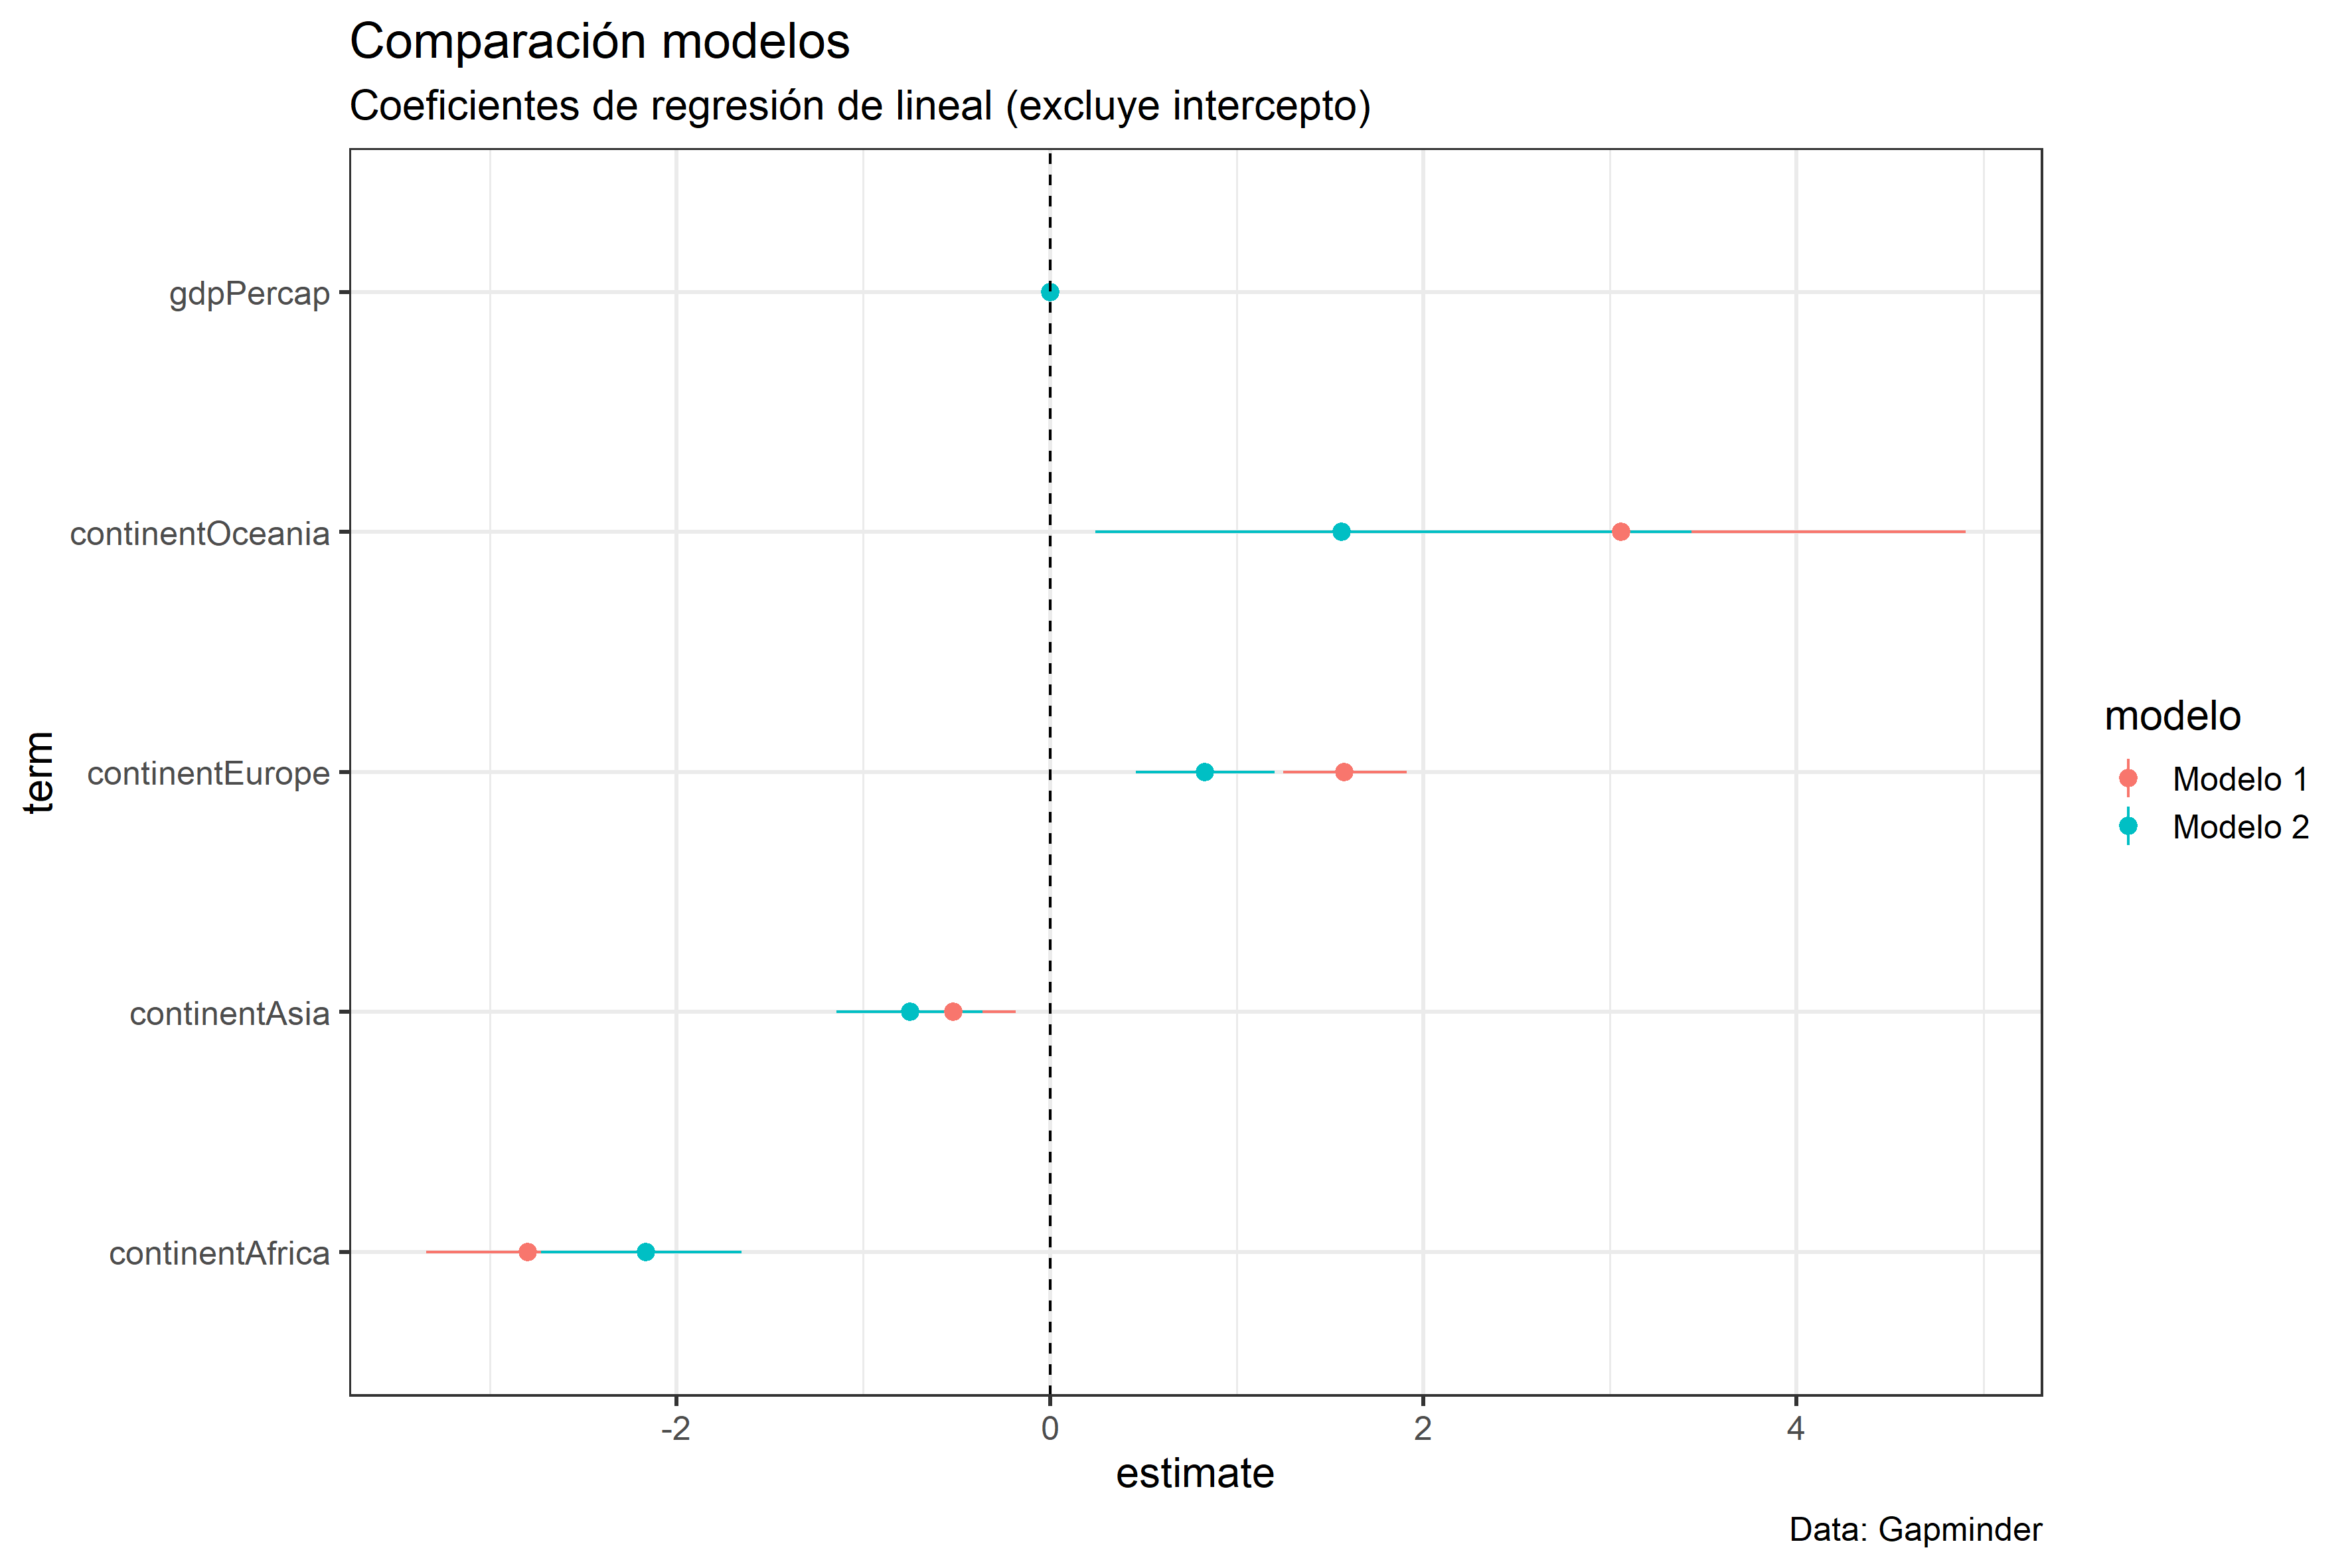 Comparación modelos
Coeficientes de regresión de lineal (excluye intercepto)
term
gdpPercap
continentOceania
continentEurope
continentAsia
continentAfrica
-2
0
2
4
estimate
modelo
Modelo 1
Modelo 2
Data: Gapminder